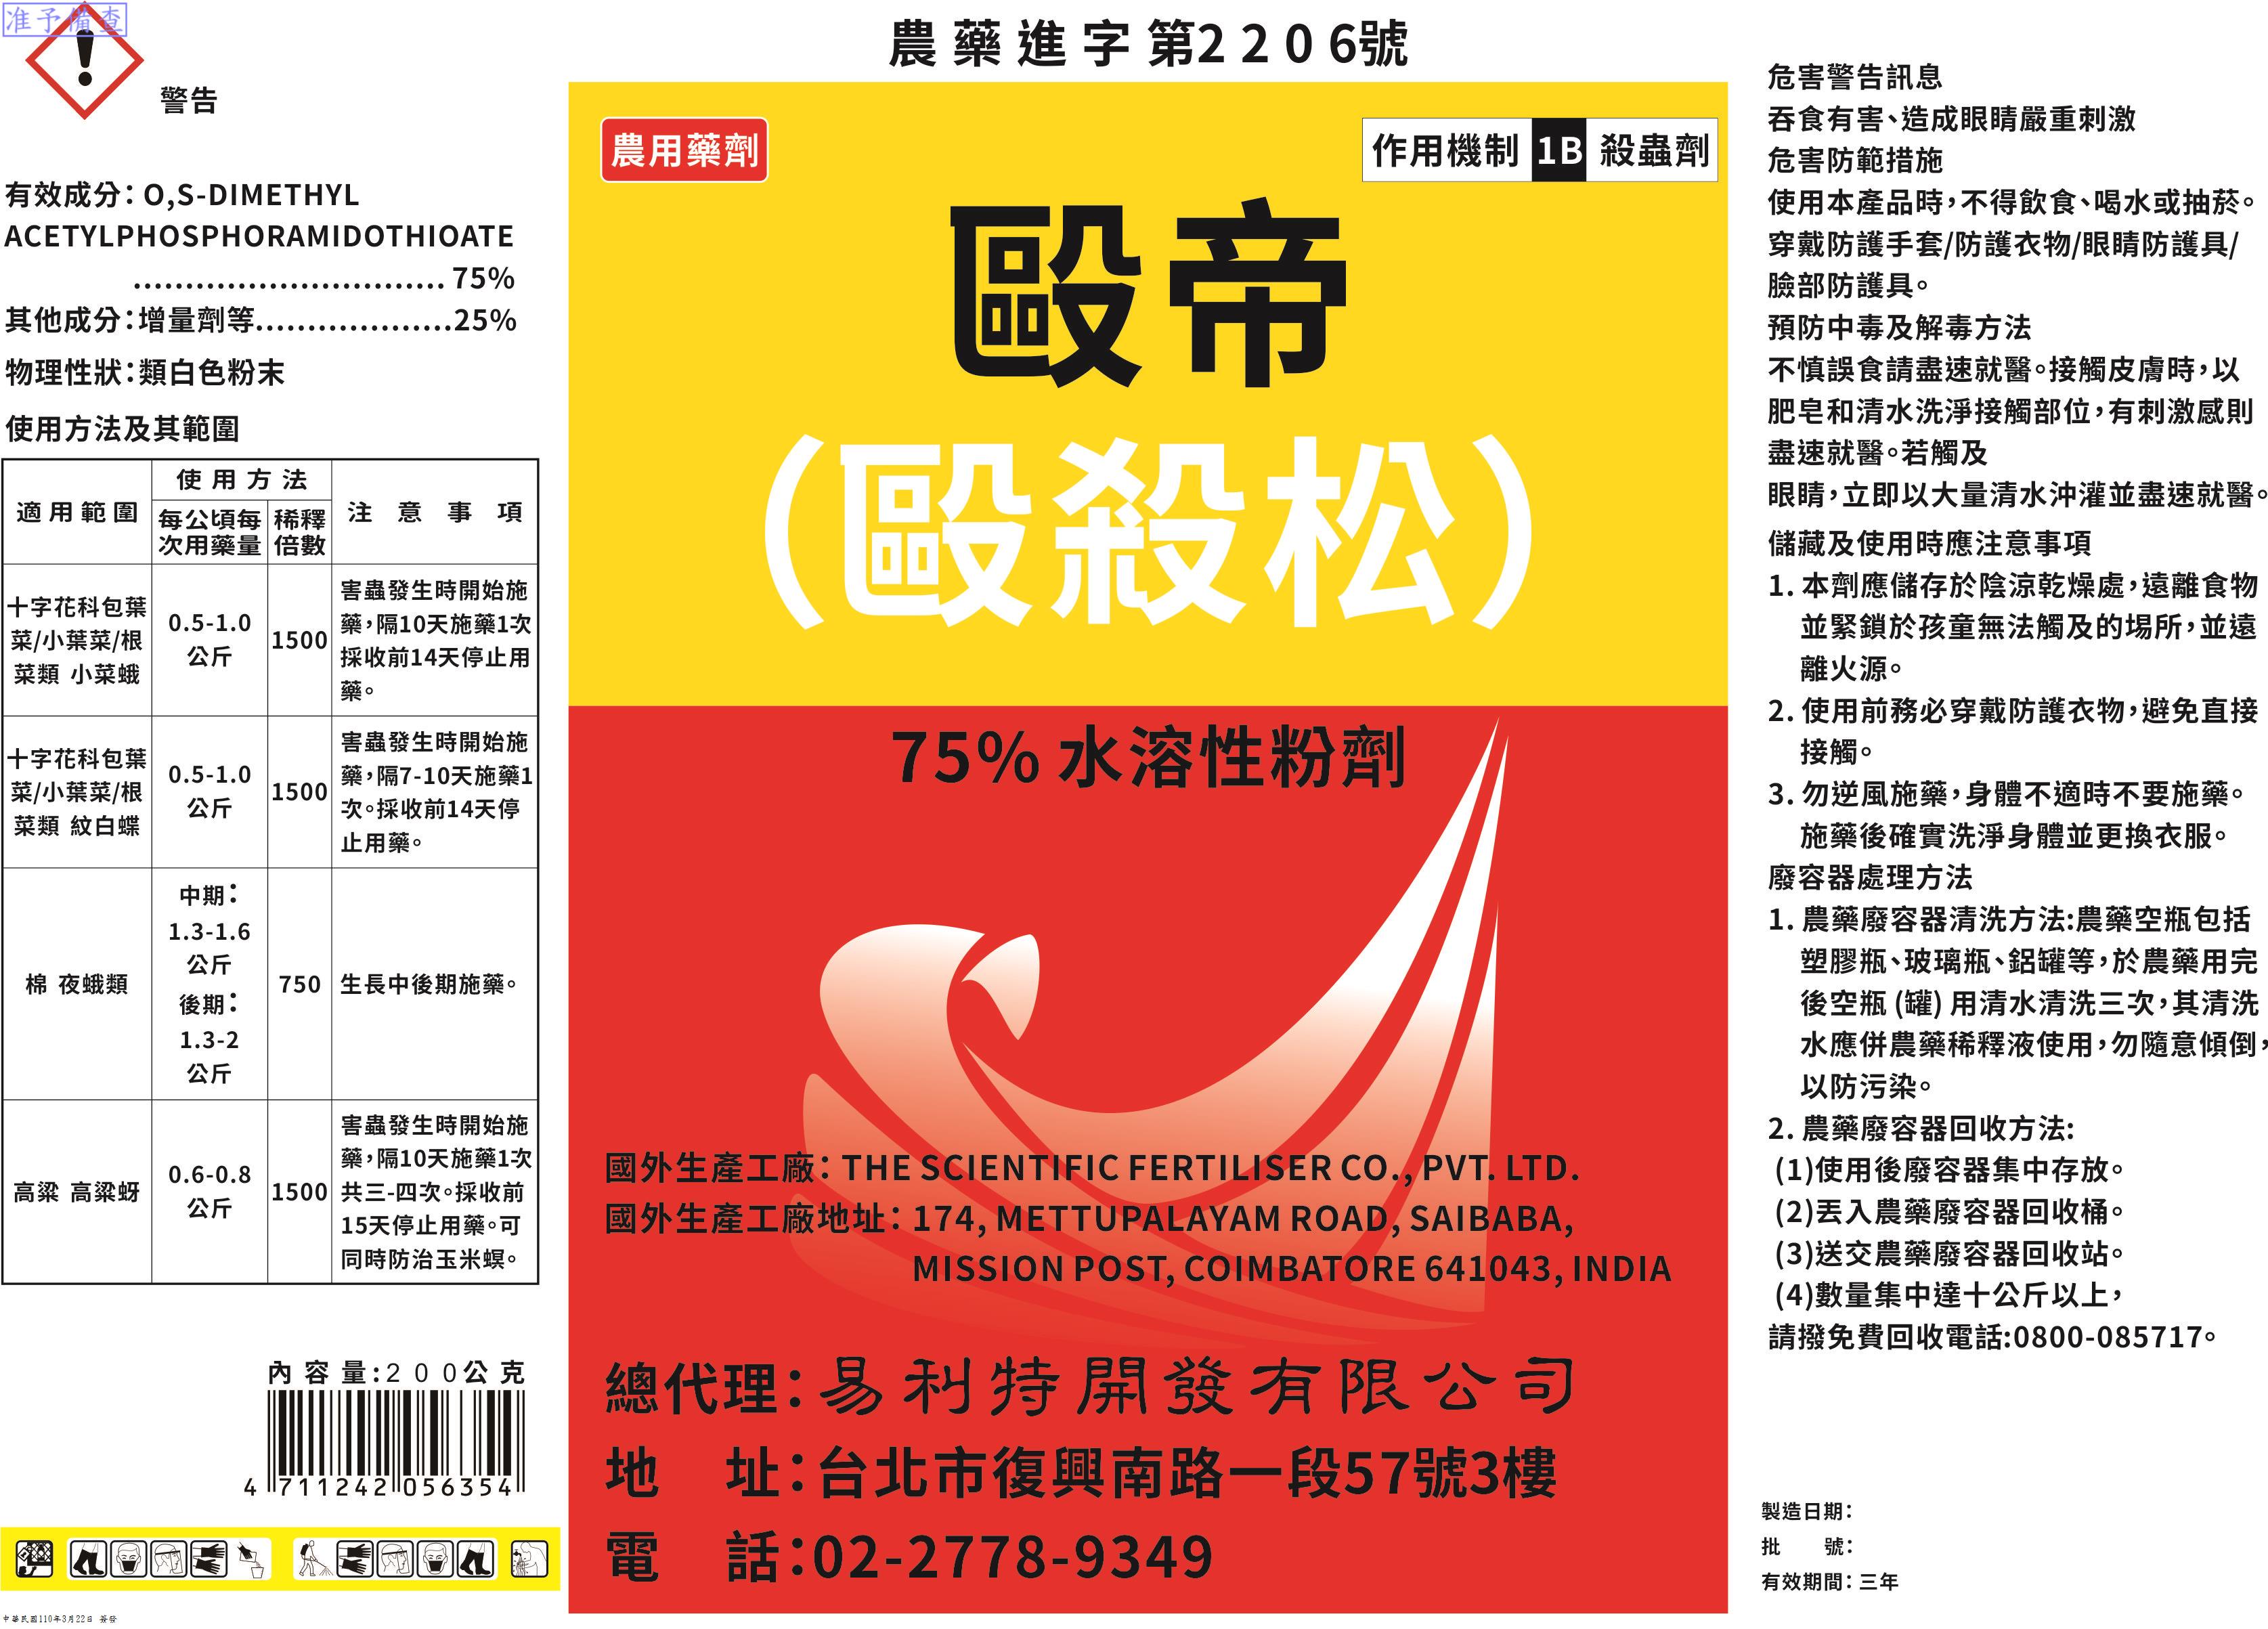 准予備查
警告
有效成分：O,S-DIMETHYL
ACETYLPHOSPHORAMIDOTHIOATE
..............................75%
其他成分：增量劑等...................25%
物理性狀：類白色粉末
使用方法及其範圍
適用範圍
使用方法
每公頃每
次用藥量
稀釋
倍數
注意事項
十字花科包葉
菜/小葉菜/根
菜類 小菜蛾
0.5-1.0
公斤
1500
害蟲發生時開始施
藥，隔10天施藥1次
採收前14天停止用
藥。
十字花科包葉
菜/小葉菜/根
菜類 紋白蝶
0.5-1.0
公斤
1500
害蟲發生時開始施
藥，隔7-10天施藥1
次。採收前14天停
止用藥。
棉 夜蛾類
中期：
1.3-1.6
公斤
後期：
1.3-2
公斤
750
生長中後期施藥。
高粱 高粱蚜
0.6-0.8
公斤
1500
害蟲發生時開始施
藥，隔10天施藥1次
共三-四次。採收前
15天停止用藥。可
同時防治玉米螟。
內容量:200公克
4 711242 056354
中華民國110年3月22日 簽發
農藥進字第2206號
農用藥劑
作用機制 1B 殺蟲劑
毆帝
（毆殺松）
75% 水溶性粉劑
國外生產工廠：THE SCIENTIFIC FERTILISER CO., PVT. LTD.
國外生產工廠地址：174, METTUPALAYAM ROAD, SAIBABA,
MISSION POST, COIMBATORE 641043, INDIA
總代理：易利特開發有限公司
地　址：台北市復興南路一段57號3樓
電　話：02-2778-9349
危害警告訊息
吞食有害、造成眼睛嚴重刺激
危害防範措施
使用本產品時，不得飲食、喝水或抽菸。
穿戴防護手套/防護衣物/眼睛防護具/
臉部防護具。
預防中毒及解毒方法
不慎誤食請盡速就醫。接觸皮膚時，以
肥皂和清水洗淨接觸部位，有刺激感則
盡速就醫。若觸及
眼睛，立即以大量清水沖灌並盡速就醫。
儲藏及使用時應注意事項
1. 本劑應儲存於陰涼乾燥處，遠離食物
並緊鎖於孩童無法觸及的場所，並遠
離火源。
2. 使用前務必穿戴防護衣物，避免直接
接觸。
3. 勿逆風施藥，身體不適時不要施藥。
施藥後確實洗淨身體並更換衣服。
廢容器處理方法
1. 農藥廢容器清洗方法:農藥空瓶包括
塑膠瓶、玻璃瓶、鋁罐等，於農藥用完
後空瓶 (罐) 用清水清洗三次，其清洗
水應併農藥稀釋液使用，勿隨意傾倒，
以防污染。
2. 農藥廢容器回收方法:
(1)使用後廢容器集中存放。
(2)丟入農藥廢容器回收桶。
(3)送交農藥廢容器回收站。
(4)數量集中達十公斤以上，
請撥免費回收電話:0800-085717。
製造日期：
批　號：
有效期間：三年